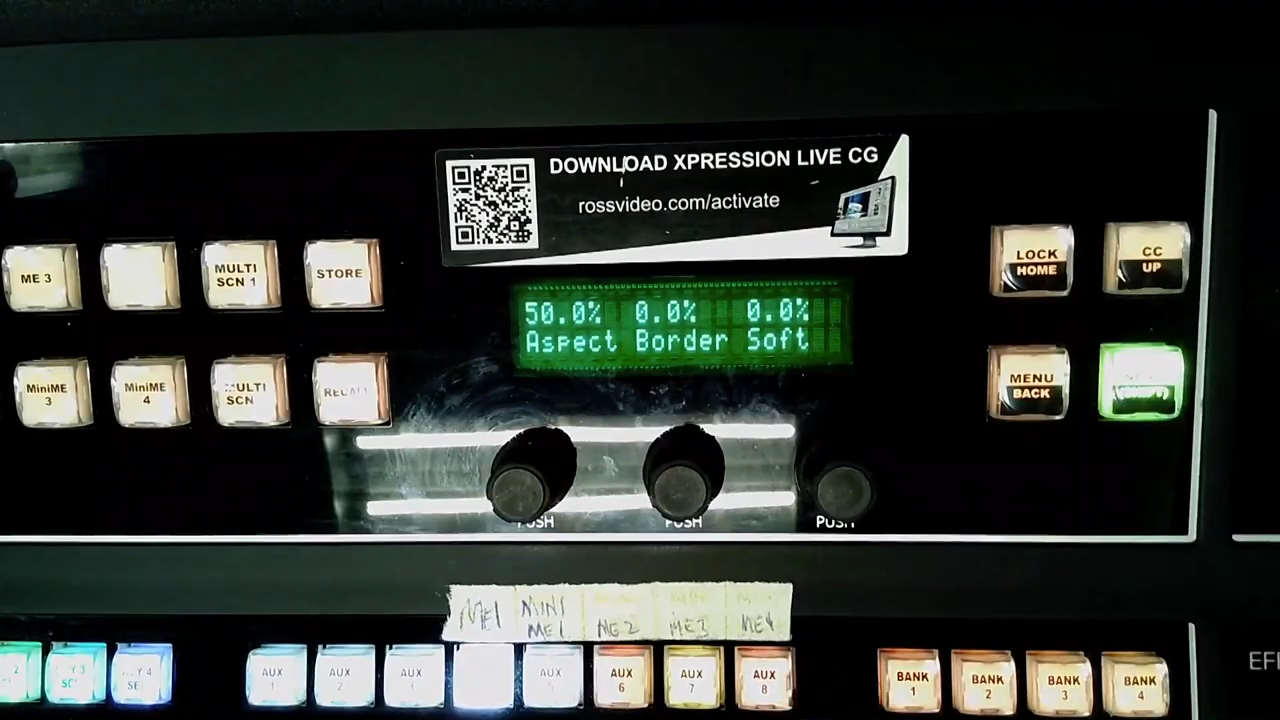 DOWNLOAD XPRESSION LIVE CG
rossvideo.com/activate
ME 3
MULTI SCN 1
STORE
LOCK HOME
CC UP
50.0% 0.0% 0.0%
Aspect Border Soft
MiniME 3
MiniME 4
MULTI SCN
RECALL
MENU BACK
PUSH PUSH PUSH
ME1 MINI ME1 ME2 ME3 ME4
AUX 1
AUX 2
AUX
AUX
AUX 6
AUX 7
AUX 8
BANK 1
BANK 2
BANK 3
BANK 4